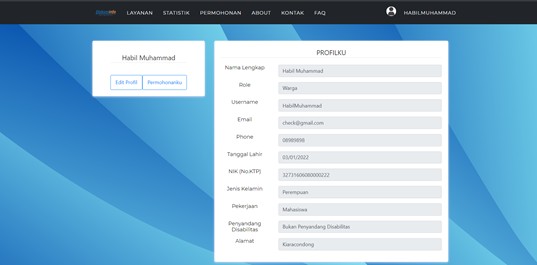 LAYANAN STATISTIK PERMOHONAN ABOUT KONTAK FAQ HABILMUHAMMAD
Habil Muhammad
Edit Profil Permohonanku
PROFILKU
Nama Lengkap Habil Muhammad
Role Warga
Username HabilMuhammad
Email check@gmail.com
Phone 08989898
Tanggal Lahir 03/01/2022
NIK (No.KTP) 3273160608000222
Jenis Kelamin Perempuan
Pekerjaan Mahasiswa
Penyandang
Disabilitas Bukan Penyandang Disabilitas
Alamat Kiaracondong